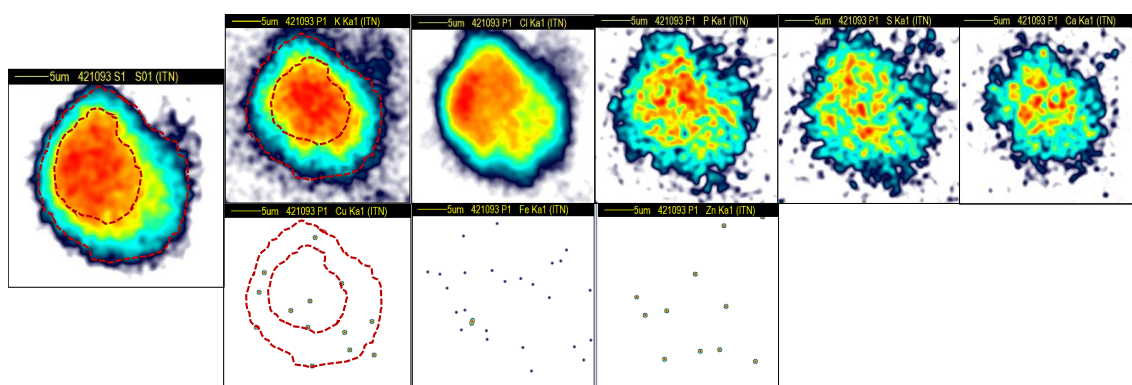 5um 421093 P1 K Ka1 (ITN)
5um 421093 P1 Cl Ka1 (ITN)
5um 421093 P1 P Ka1 (ITN)
5um 421093 P1 S Ka1 (ITN)
5um 421093 P1 Ca Ka1 (ITN)
5um 421093 S1 S01 (ITN)
5um 421093 P1 Cu Ka1 (ITN)
5um 421093 P1 Fe Ka1 (ITN)
5um 421093 P1 Zn Ka1 (ITN)